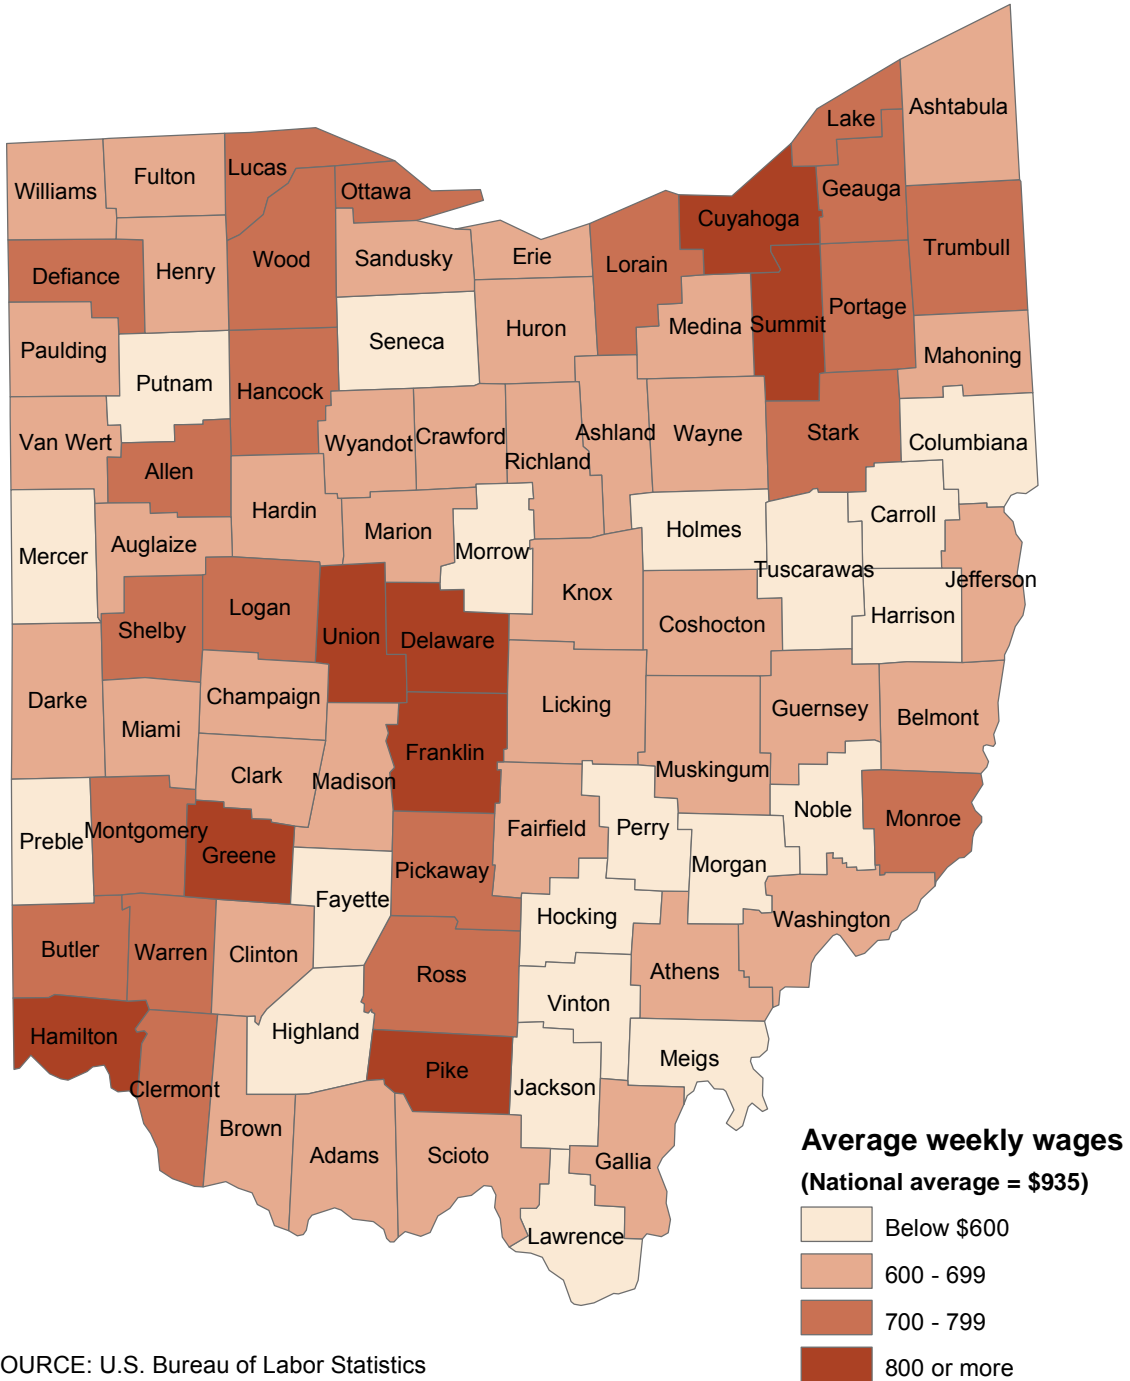 Ashtabula
Lake
Geauga
Lucas
Fulton
Williams
Ottawa
Cuyahoga
Trumbull
Wood
Sandusky
Erie
Lorain
Henry
Defiance
Portage
Summit
Medina
Huron
Seneca
Paulding
Mahoning
Putnam
Hancock
Stark
Wayne
Ashland
Crawford
Wyandot
Van Wert
Columbiana
Richland
Allen
Hardin
Carroll
Marion
Holmes
Auglaize
Morrow
Mercer
Tuscarawas
Jefferson
Knox
Logan
Harrison
Coshocton
Shelby
Union
Delaware
Champaign
Darke
Licking
Guernsey
Belmont
Miami
Franklin
Muskingum
Clark
Madison
Noble
Monroe
Perry
Fairfield
Montgomery
Preble
Greene
Morgan
Pickaway
Fayette
Hocking
Washington
Butler
Warren
Clinton
Athens
Ross
Vinton
Highland
Hamilton
Meigs
Pike
Jackson
Clermont
Brown
Adams
Scioto
Gallia
Lawrence
Average weekly wages
(National average = $935)
Below $600
600 - 699
700 - 799
800 or more
OURCE: U.S. Bureau of Labor Statistics